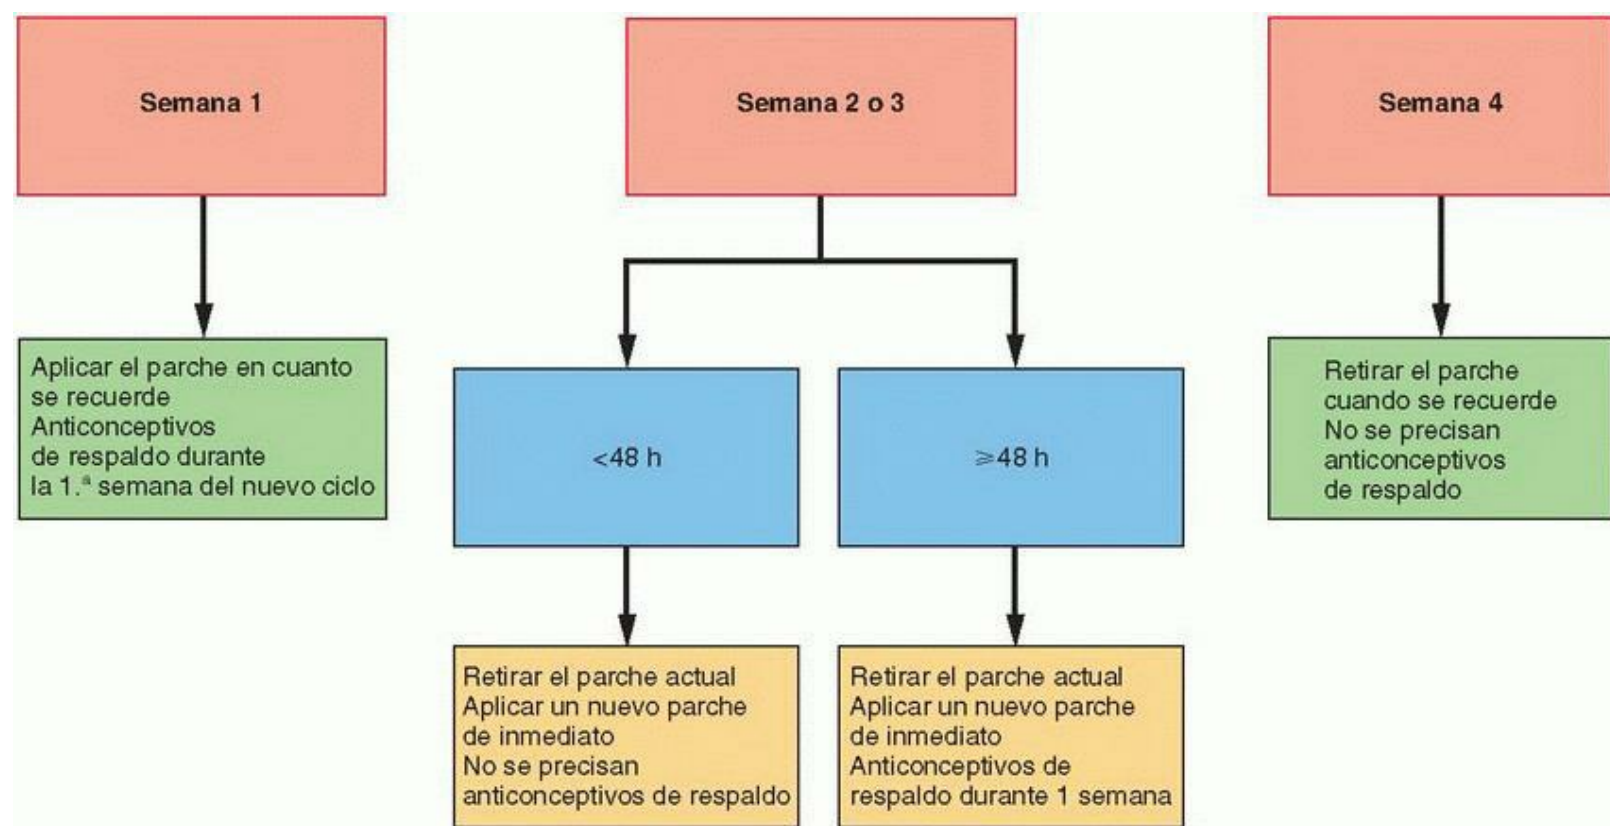 Semana 1
Semana 2 o 3
Semana 4
Aplicar el parche en cuanto
se recuerde
Anticonceptivos
de respaldo durante
la 1.ª semana del nuevo ciclo
<48 h
≥48 h
Retirar el parche
cuando se recuerde
No se precisan
anticonceptivos
de respaldo
Retirar el parche actual
Aplicar un nuevo parche
de inmediato
No se precisan
anticonceptivos de respaldo
Retirar el parche actual
Aplicar un nuevo parche
de inmediato
Anticonceptivos de
respaldo durante 1 semana